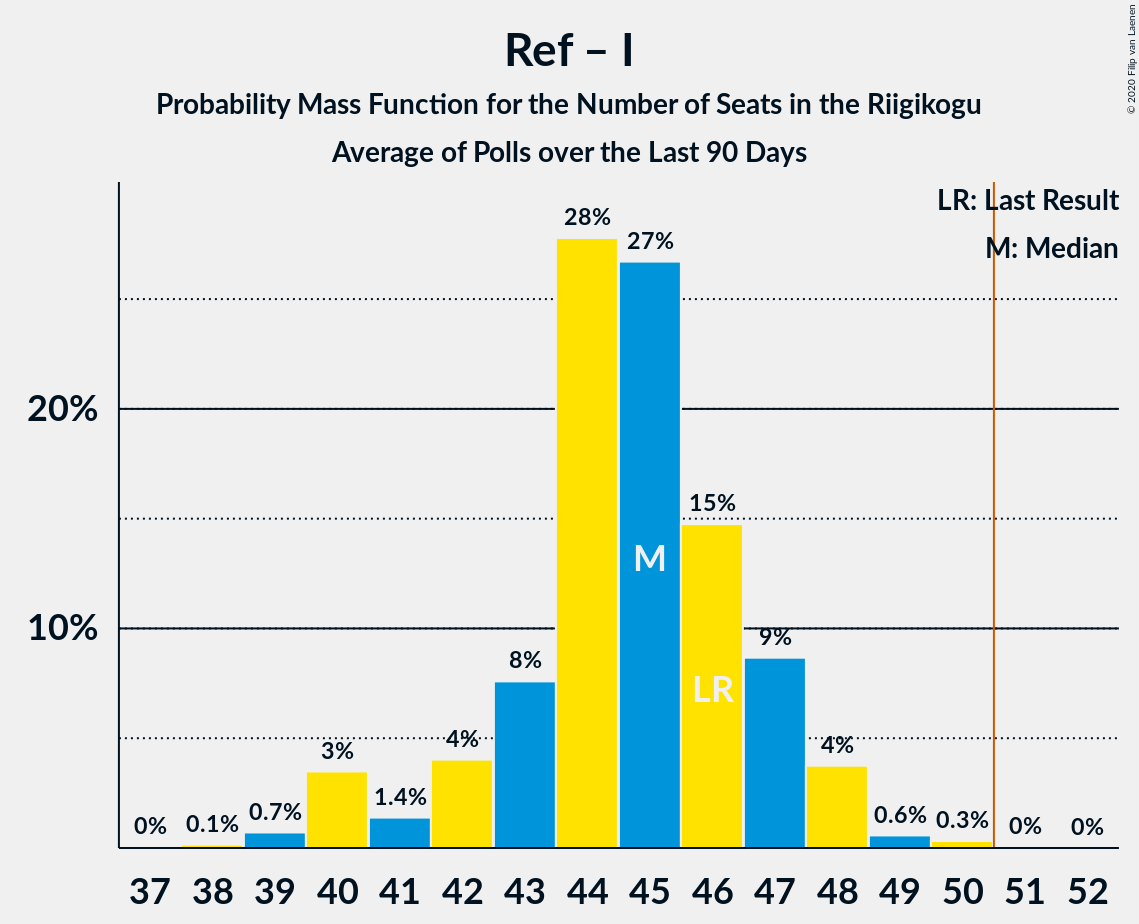 © 2020 Filip van Laenen
Ref – I
Probability Mass Function for the Number of Seats in the Riigikogu
Average of Polls over the Last 90 Days
LR: Last Result
M: Median
28%
27%
20%
15%
M
10%
9%
8%
LR
4%
3%
4%
1.4%
0.7%
0.1%
0%
0.6%
0.3%
0%
0%
37 38 39 40 41 42 43 44 45 46 47 48 49 50 51 52